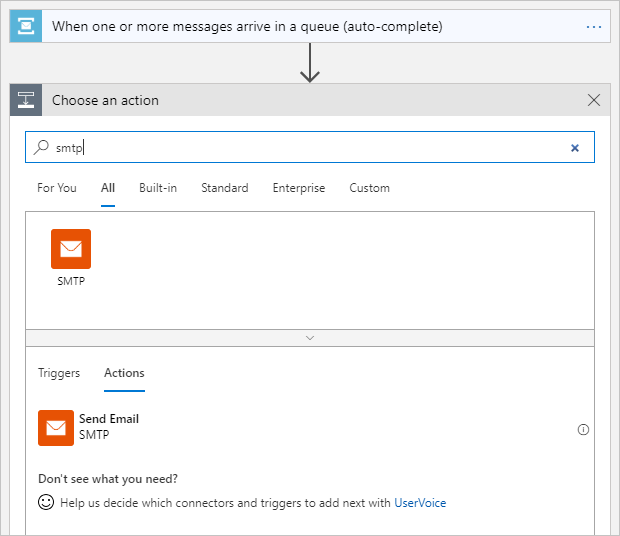 When one or more messages arrive in a queue (auto-complete)
Choose an action
smtp
For You All Built-in Standard Enterprise Custom
SMTP
Triggers Actions
Send Email
SMTP
Don't see what you need?
Help us decide which connectors and triggers to add next with UserVoice